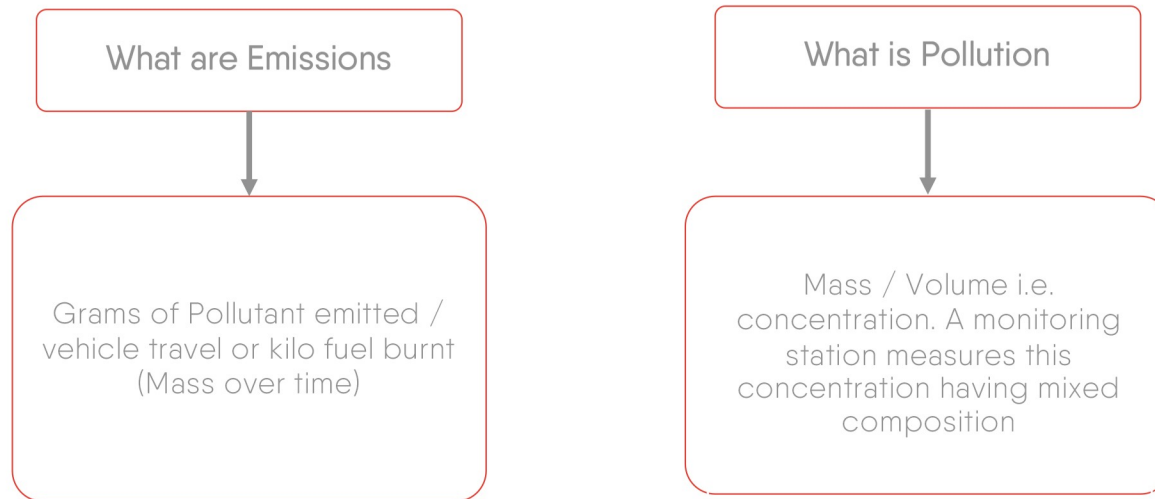 What are Emissions
Grams of Pollutant emitted /
vehicle travel or kilo fuel burnt
(Mass over time)
What is Pollution
Mass / Volume i.e.
concentration. A monitoring
station measures this
concentration having mixed
composition